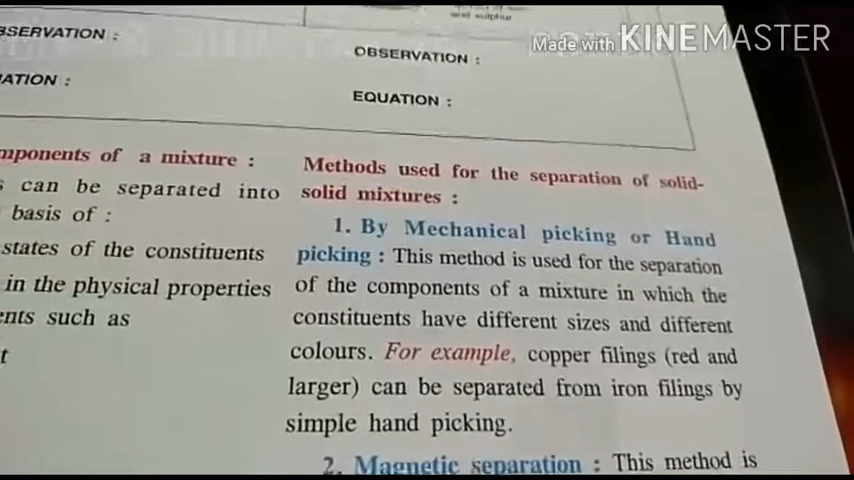 and sulphur
OBSERVATION :
OBSERVATION :
EQUATION :
Made with KINEMASTER
mponents of a mixture :
s can be separated into
basis of :
states of the constituents
in the physical properties
ents such as
t
Methods used for the separation of solid-
solid mixtures :
1. By Mechanical picking or Hand
picking : This method is used for the separation
of the components of a mixture in which the
constituents have different sizes and different
colours. For example, copper filings (red and
larger) can be separated from iron filings by
simple hand picking.
2. Magnetic separation : This method is